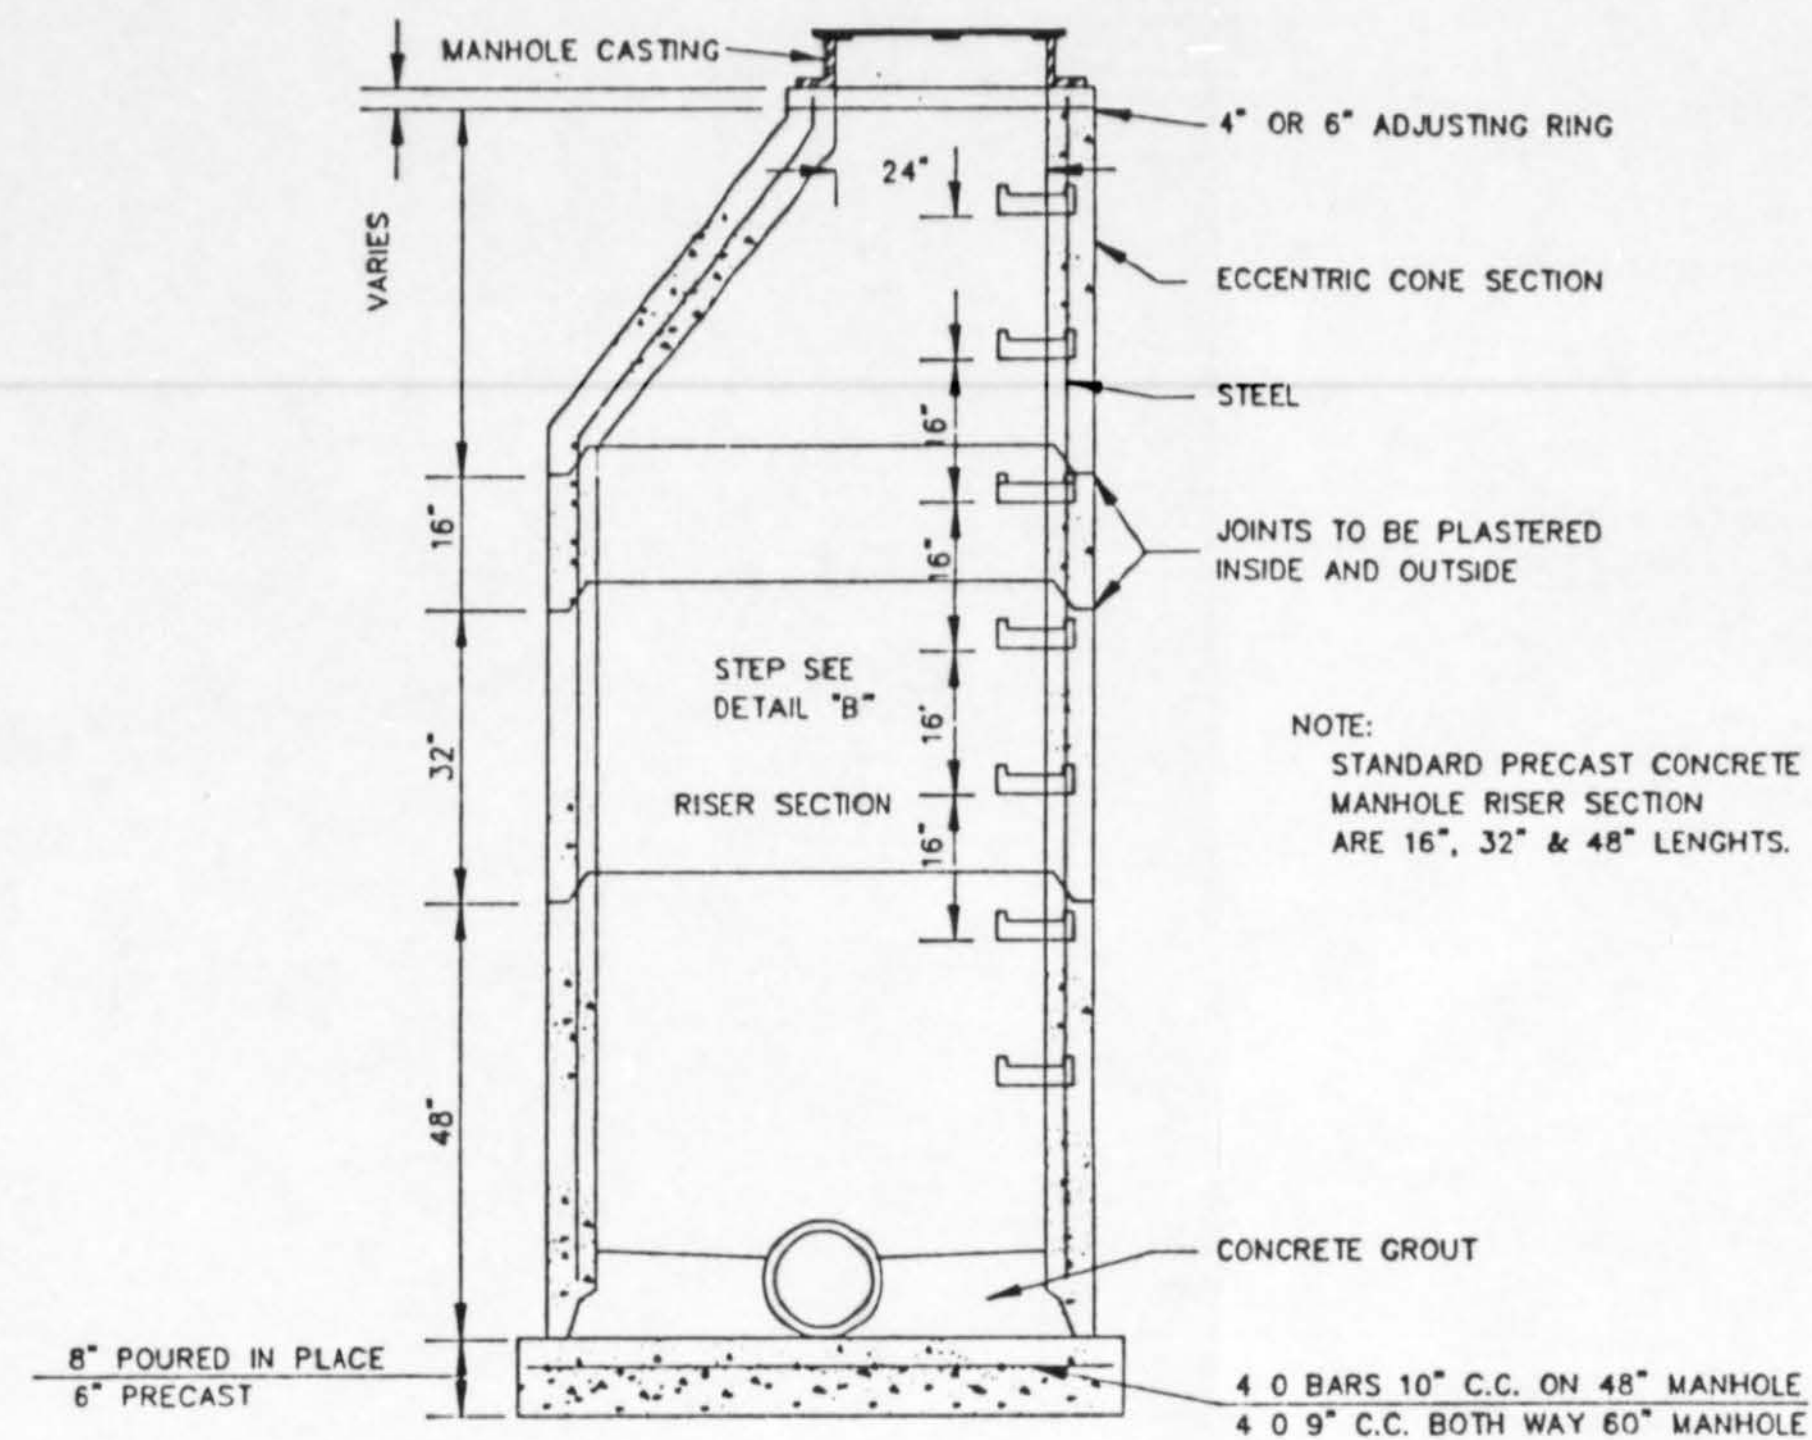 MANHOLE CASTING
4" OR 6" ADJUSTING RING
24"
VARIES
ECCENTRIC CONE SECTION
STEEL
16"
16"
JOINTS TO BE PLASTERED
INSIDE AND OUTSIDE
16"
STEP SEE
DETAIL "B"
16"
32"
RISER SECTION
16"
NOTE:
STANDARD PRECAST CONCRETE
MANHOLE RISER SECTION
ARE 16", 32" & 48" LENGHTS.
48"
CONCRETE GROUT
8" POURED IN PLACE
6" PRECAST
4 0 BARS 10" C.C. ON 48" MANHOLE
4 0 9" C.C. BOTH WAY 60" MANHOLE